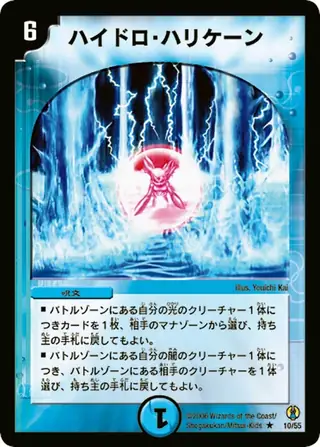 6
ハイドロ・ハリケーン
Illus. Youichi Kai
呪文
■バトルゾーンにある自分の光のクリーチャー1体に
つきカードを1枚、相手のマナゾーンから選び、持ち
主の手札に戻してもよい。
■バトルゾーンにある自分の闇のクリーチャー1体に
つき、バトルゾーンにある相手のクリーチャーを1体
選び、持ち主の手札に戻してもよい。
1
©2006 Wizards of the Coast/
Shogakukan/Mitsui-Kids ★ 10/55